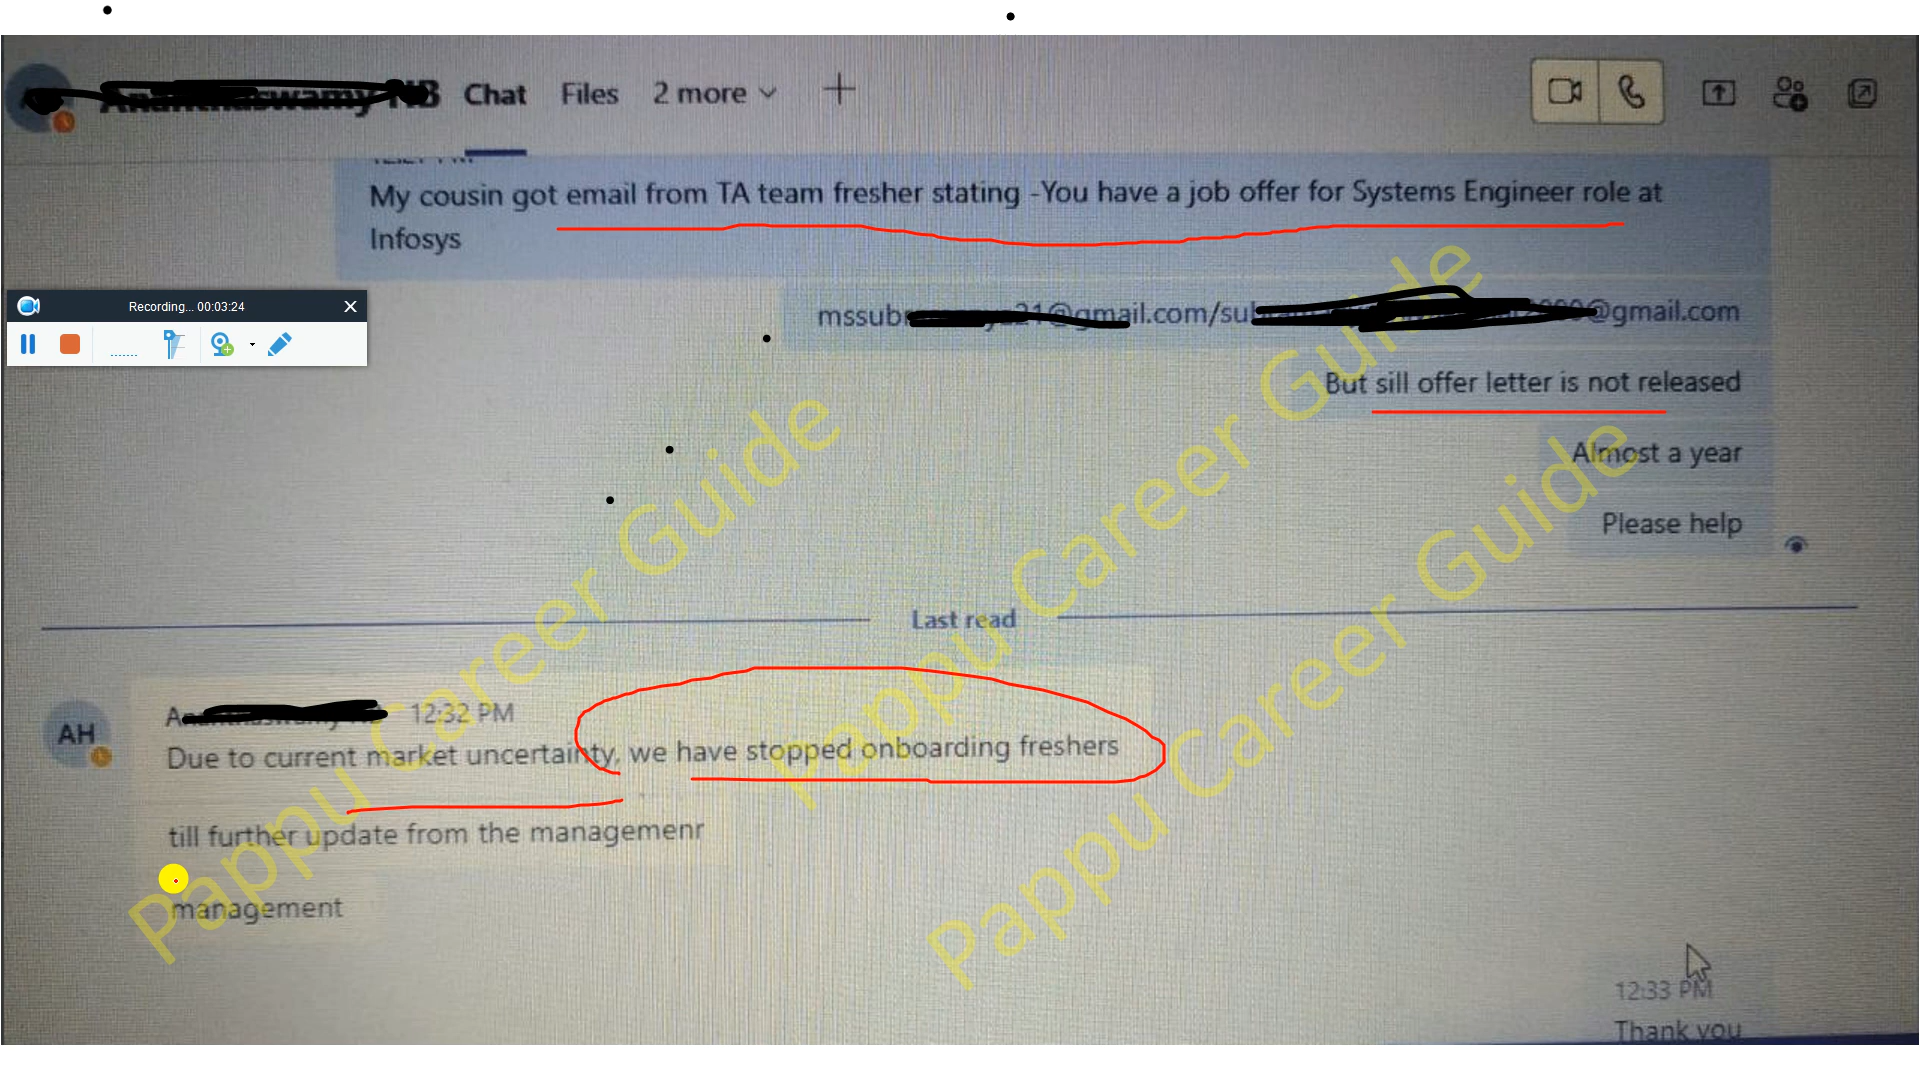 Chat Files 2 more
My cousin got email from TA team fresher stating -You have a job offer for Systems Engineer role at
Infosys
Recording... 00:03:24
@gmail.com/ @gmail.com
But sill offer letter is not released
Almost a year
Please help
Last read
AH 12:32 PM
Due to current market uncertainty, we have stopped onboarding freshers
till further update from the managemenr
management
12:33 PM
Thank you
Pappu Career Guide
Pappu Career Guide
Pappu Career Guide